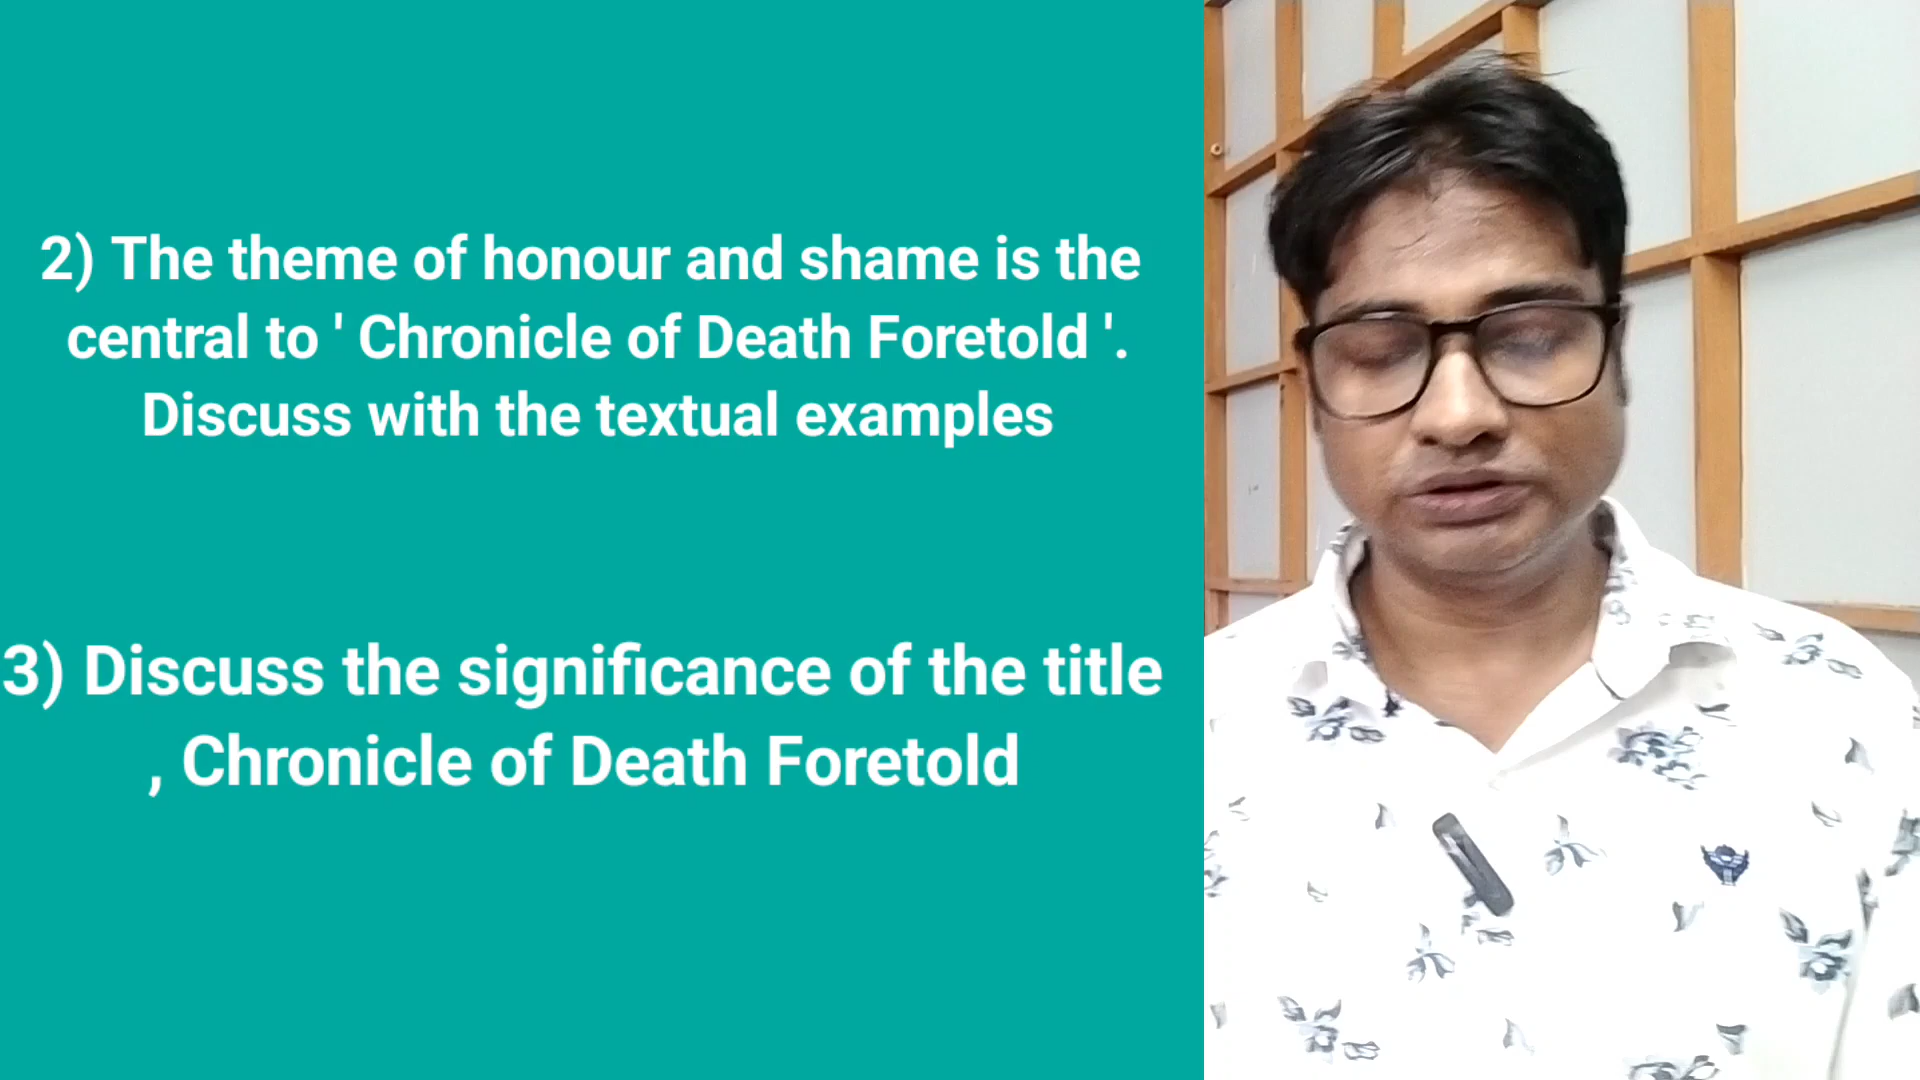 2) The theme of honour and shame is the
central to ' Chronicle of Death Foretold '.
Discuss with the textual examples
3) Discuss the significance of the title
, Chronicle of Death Foretold